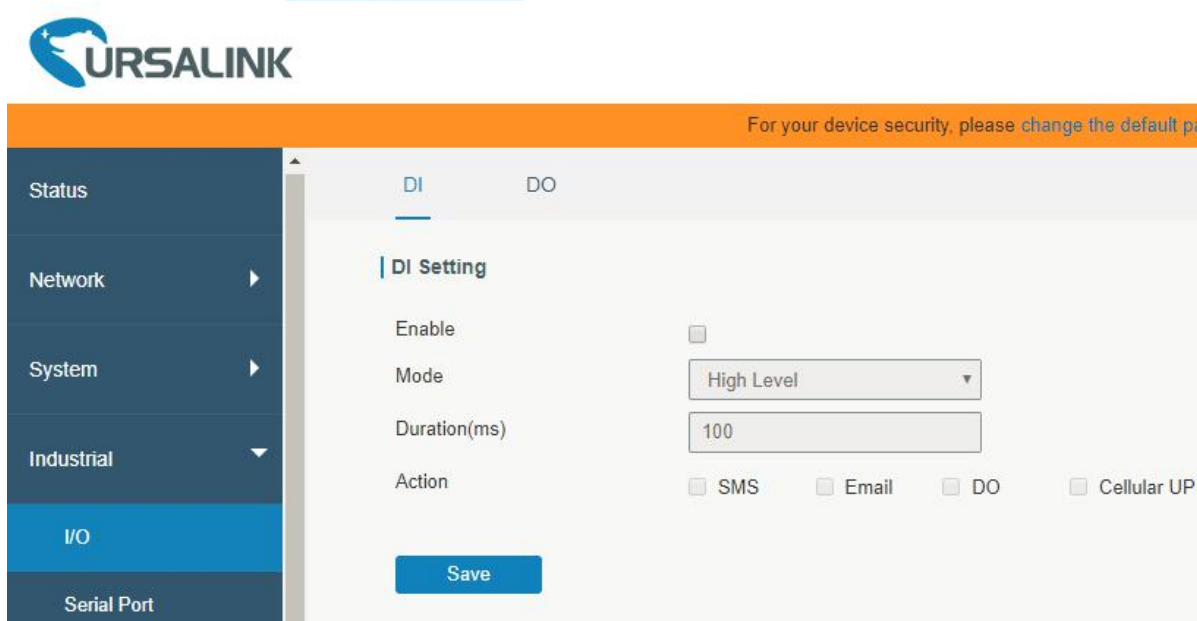 URSALINK
For your device security, please change the default
Status
Network
System
Industrial
I/O
Serial Port
DI DO
DI Setting
Enable
Mode High Level
Duration(ms) 100
Action SMS Email DO Cellular UP
Save